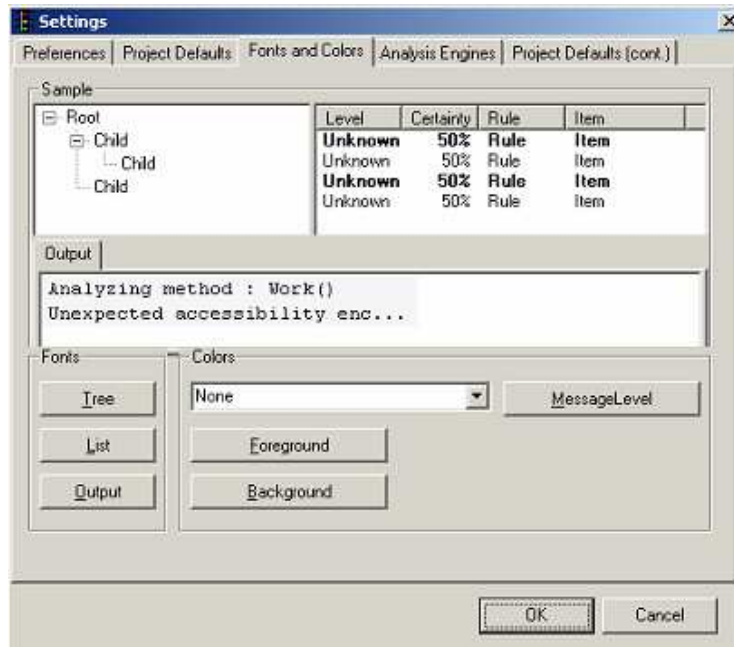 Settings
Preferences Project Defaults Fonts and Colors Analysis Engines Project Defaults (cont.)
Sample
Root
Child
Child
Child
Level Certainty Rule Item
Unknown 50% Rule Item
Unknown 50% Rule Item
Unknown 50% Rule Item
Unknown 50% Rule Item
Output
Analyzing method : Work()
Unexpected accessibility enc...
Fonts
Tree
List
Output
Colors
None
MessageLevel
Foreground
Background
OK Cancel